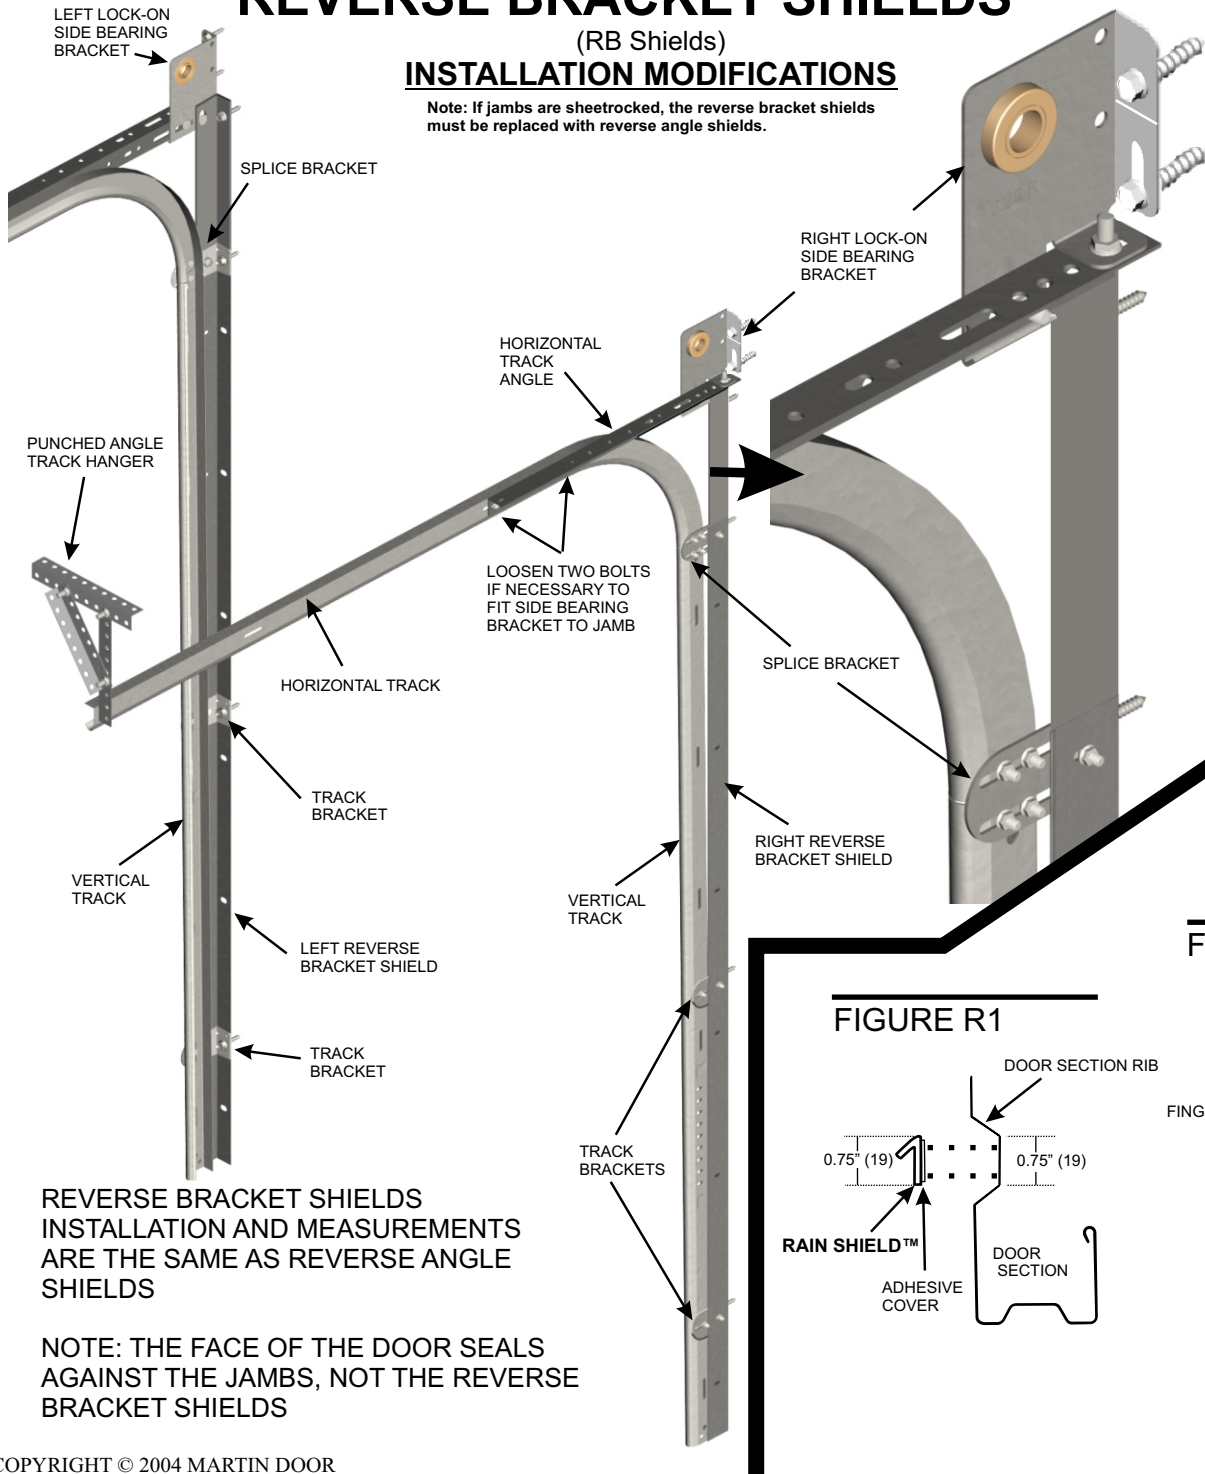 REVERSE BRACKET SHIELDS
(RB Shields)
INSTALLATION MODIFICATIONS
Note: If jambs are sheetrocked, the reverse bracket shields
must be replaced with reverse angle shields.
LEFT LOCK-ON
SIDE BEARING
BRACKET
SPLICE BRACKET
RIGHT LOCK-ON
SIDE BEARING
BRACKET
HORIZONTAL
TRACK
ANGLE
PUNCHED ANGLE
TRACK HANGER
LOOSEN TWO BOLTS
IF NECESSARY TO
FIT SIDE BEARING
BRACKET TO JAMB
SPLICE BRACKET
HORIZONTAL TRACK
TRACK
BRACKET
RIGHT REVERSE
BRACKET SHIELD
VERTICAL
TRACK
VERTICAL
TRACK
LEFT REVERSE
BRACKET SHIELD
TRACK
BRACKET
TRACK
BRACKETS
F
FIGURE R1
DOOR SECTION RIB
FING
0.75" (19)
0.75" (19)
RAIN SHIELD™
ADHESIVE
COVER
DOOR
SECTION
REVERSE BRACKET SHIELDS
INSTALLATION AND MEASUREMENTS
ARE THE SAME AS REVERSE ANGLE
SHIELDS
NOTE: THE FACE OF THE DOOR SEALS
AGAINST THE JAMBS, NOT THE REVERSE
BRACKET SHIELDS
COPYRIGHT © 2004 MARTIN DOOR